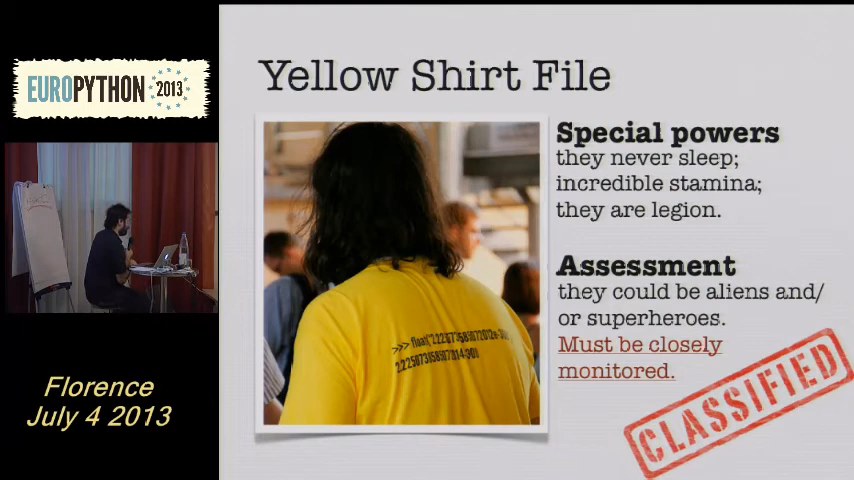 EUROPYTHON 2013
Florence
July 4 2013
Yellow Shirt File
Special powers
they never sleep;
incredible stamina;
they are legion.
Assessment
they could be aliens and/
or superheroes.
Must be closely
monitored.
CLASSIFIED